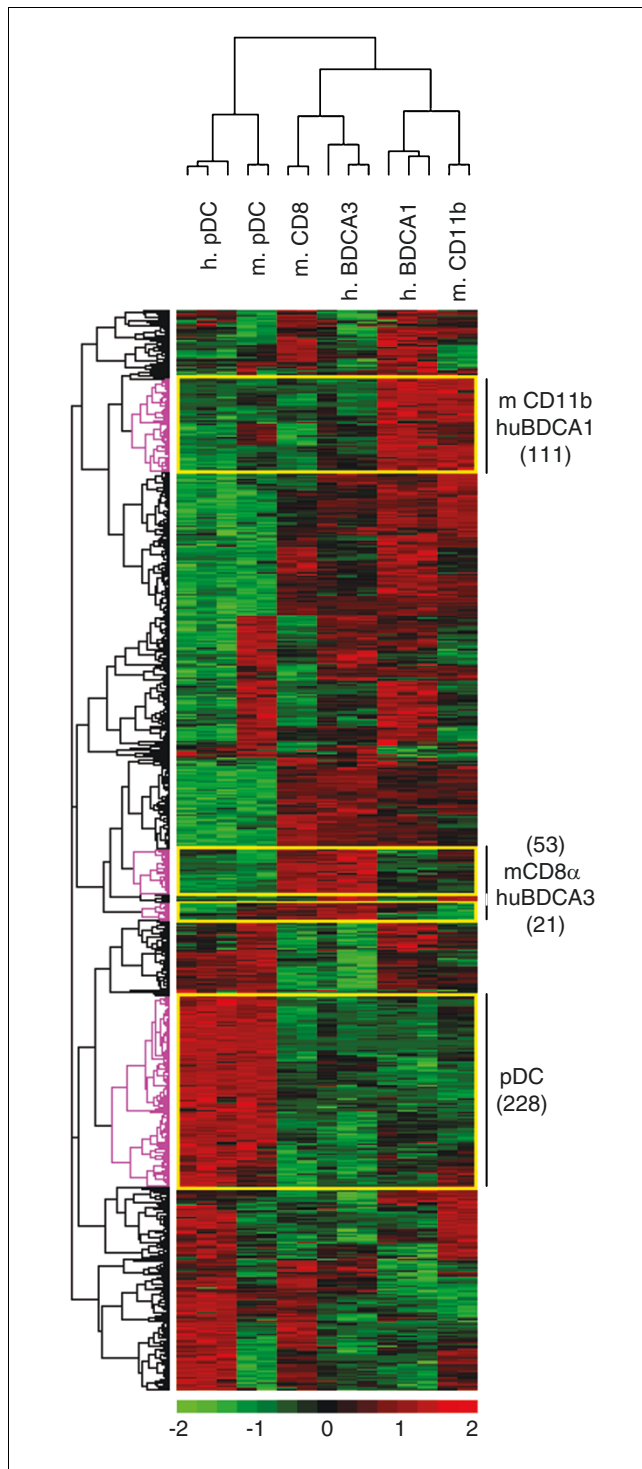 h. pDC
m. pDC
m. CD8
h. BDCA3
h. BDCA1
m. CD11b
m CD11b
huBDCA1
(111)
(53)
mCD8α
huBDCA3
(21)
pDC
(228)
-2 -1 0 1 2